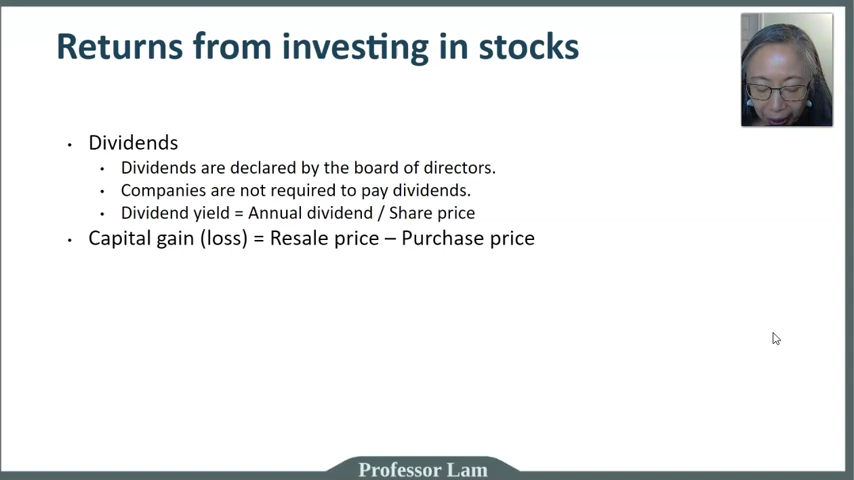 Returns from investing in stocks
• Dividends
• Dividends are declared by the board of directors.
• Companies are not required to pay dividends.
• Dividend yield = Annual dividend / Share price
• Capital gain (loss) = Resale price – Purchase price
Professor Lam